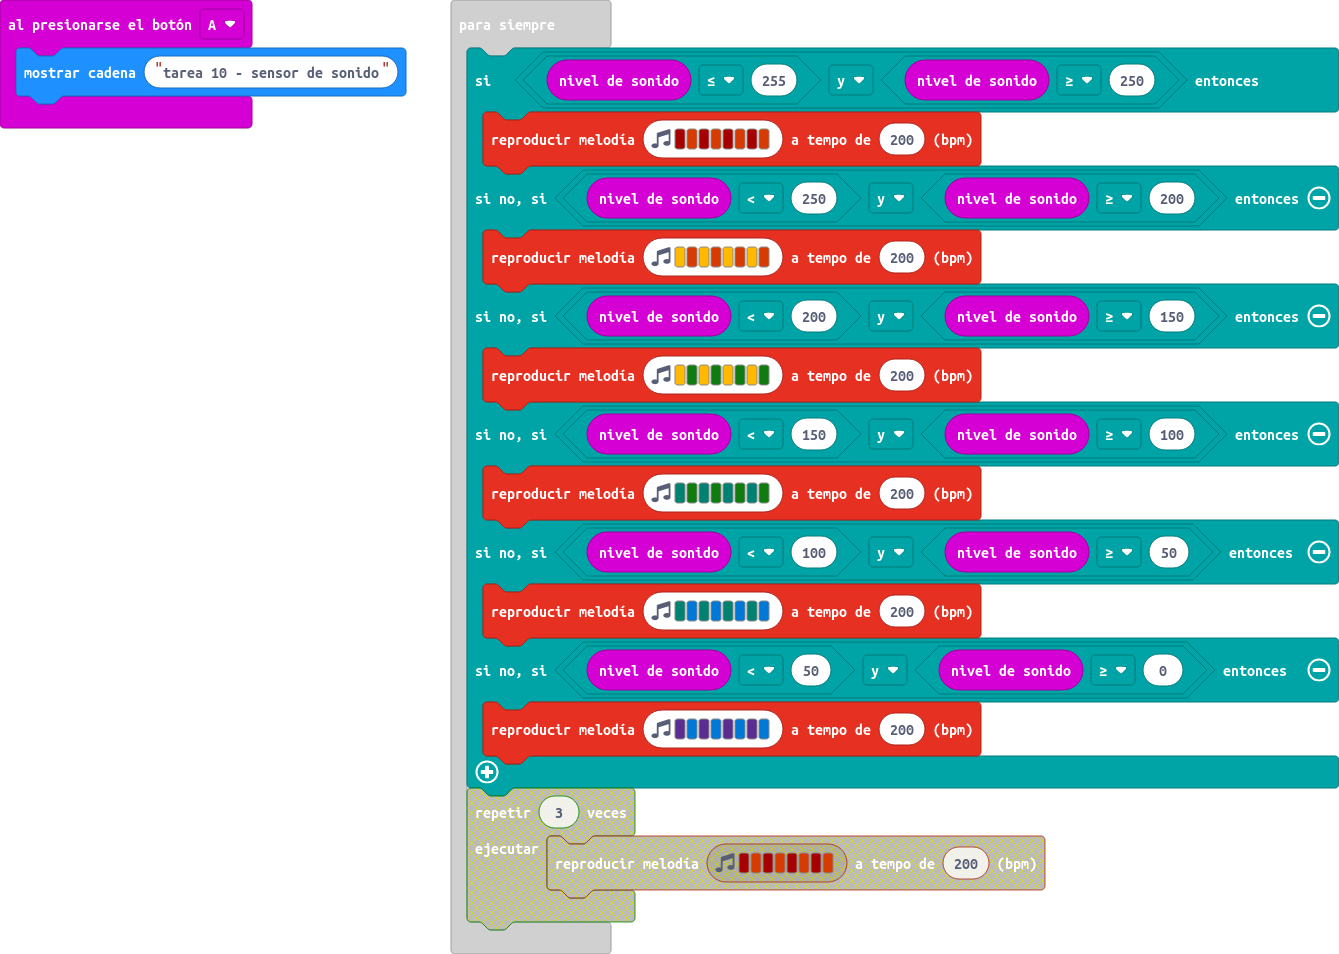 al presionarse el botón A
mostrar cadena "tarea 10 - sensor de sonido"
para siempre
si nivel de sonido ≤ 255 y nivel de sonido ≥ 250 entonces
reproducir melodía a tempo de 200 (bpm)
si no, si nivel de sonido < 250 y nivel de sonido ≥ 200 entonces
reproducir melodía a tempo de 200 (bpm)
si no, si nivel de sonido < 200 y nivel de sonido ≥ 150 entonces
reproducir melodía a tempo de 200 (bpm)
si no, si nivel de sonido < 150 y nivel de sonido ≥ 100 entonces
reproducir melodía a tempo de 200 (bpm)
si no, si nivel de sonido < 100 y nivel de sonido ≥ 50 entonces
reproducir melodía a tempo de 200 (bpm)
si no, si nivel de sonido < 50 y nivel de sonido ≥ 0 entonces
reproducir melodía a tempo de 200 (bpm)
repetir 3 veces
ejecutar
reproducir melodía a tempo de 200 (bpm)